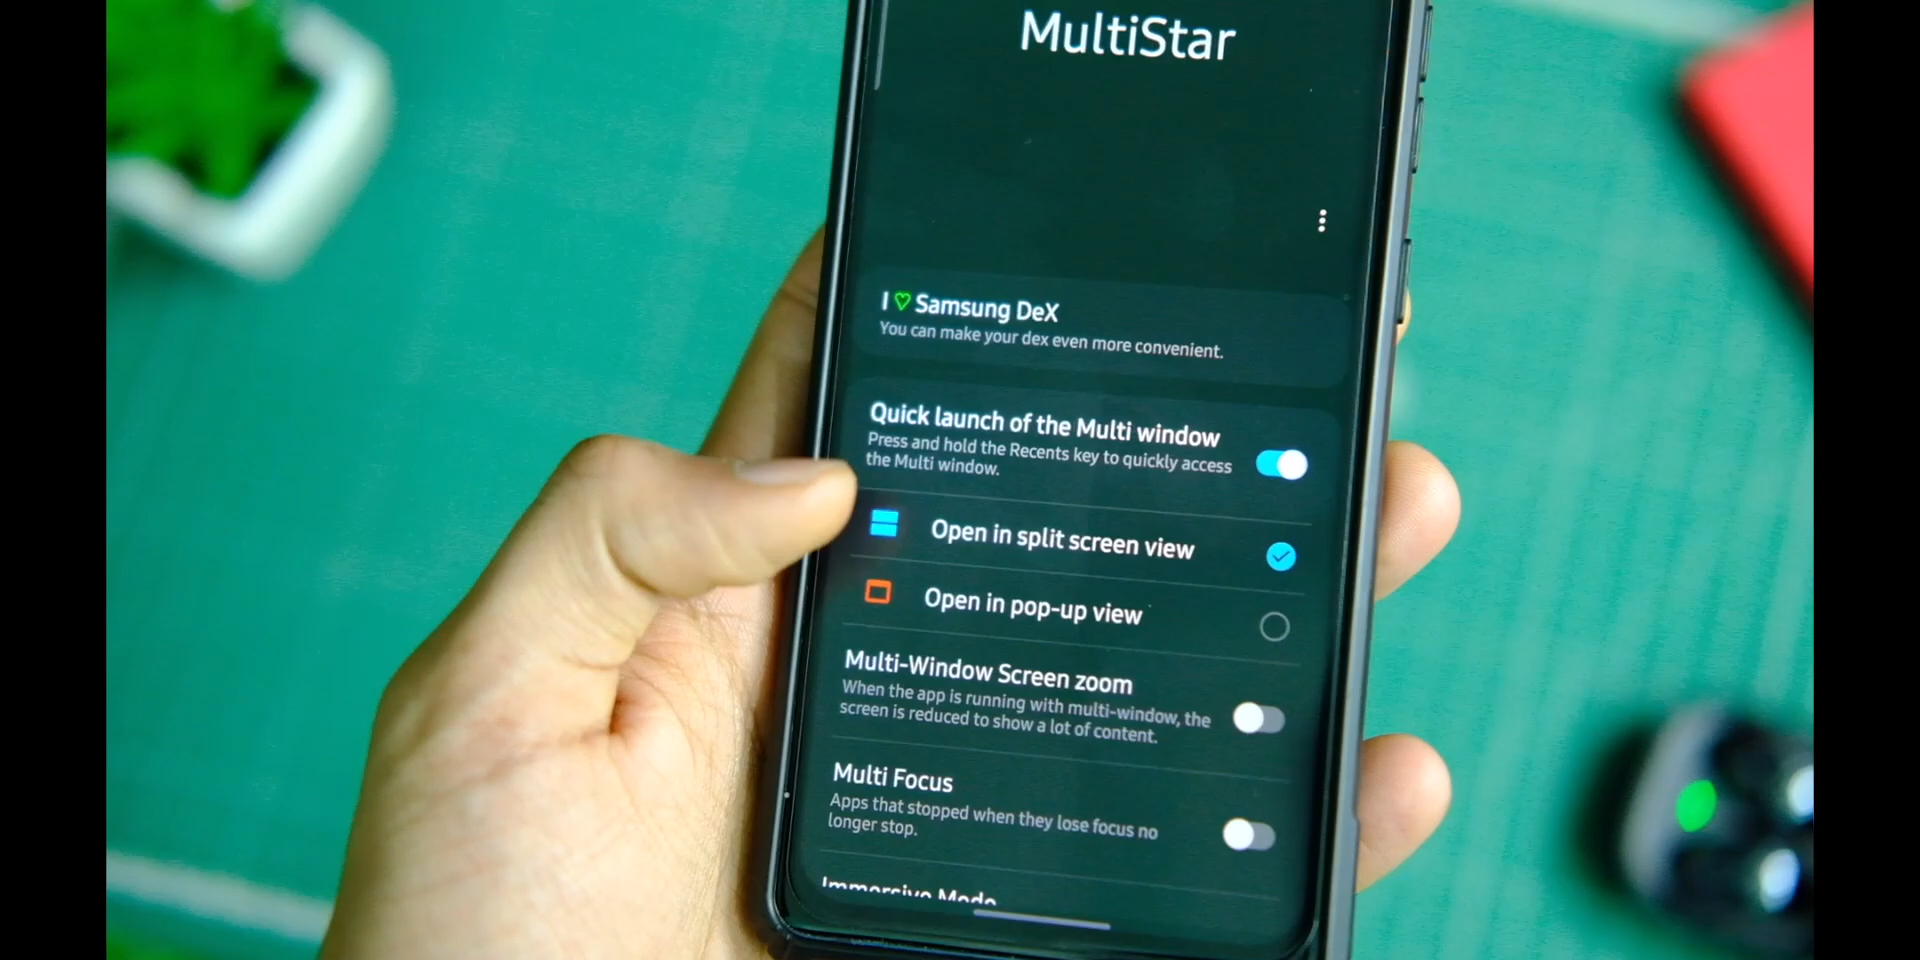 MultiStar
I ♡ Samsung DeX
You can make your dex even more convenient.
Quick launch of the Multi window
Press and hold the Recents key to quickly access
the Multi window.
Open in split screen view
Open in pop-up view
Multi-Window Screen zoom
When the app is running with multi-window, the
screen is reduced to show a lot of content.
Multi Focus
Apps that stopped when they lose focus no
longer stop.
Immersive Mode